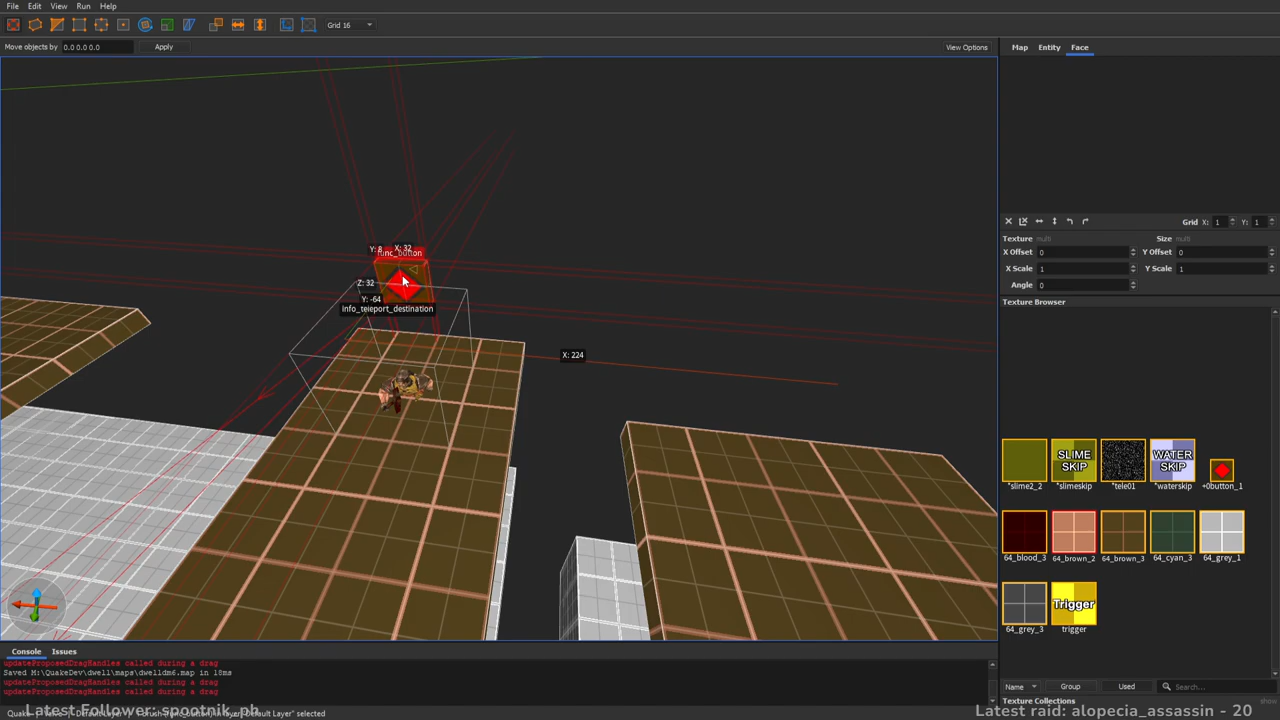 File Edit View Run Help
Grid 16
Move objects by 0.0 0.0 0.0 Apply View Options
Map Entity Face
Y: 8 X: 32
func_button
Z: 32
Y: -64
info_teleport_destination
X: 224
Grid X: 1 Y: 1
Texture multi Size multi
X Offset 0 Y Offset 0
X Scale 1 Y Scale 1
Angle 0
Texture Browser
SLIME SKIP WATER SKIP
*slime2_2 *slimeskip *tele01 *waterskip +0button_1
64_blood_3 64_brown_2 64_brown_3 64_cyan_3 64_grey_1
Trigger
64_grey_3 trigger
Console Issues
updateProposedDragHandles called during a drag
Saved M:\QuakeDev\dwell\maps\dwelldm6.map in 18ms
updateProposedDragHandles called during a drag
updateProposedDragHandles called during a drag
Name Group Used Search...
Texture Collections show
Latest Follower: spootnik_ph
Latest raid: alopecia_assassin - 20